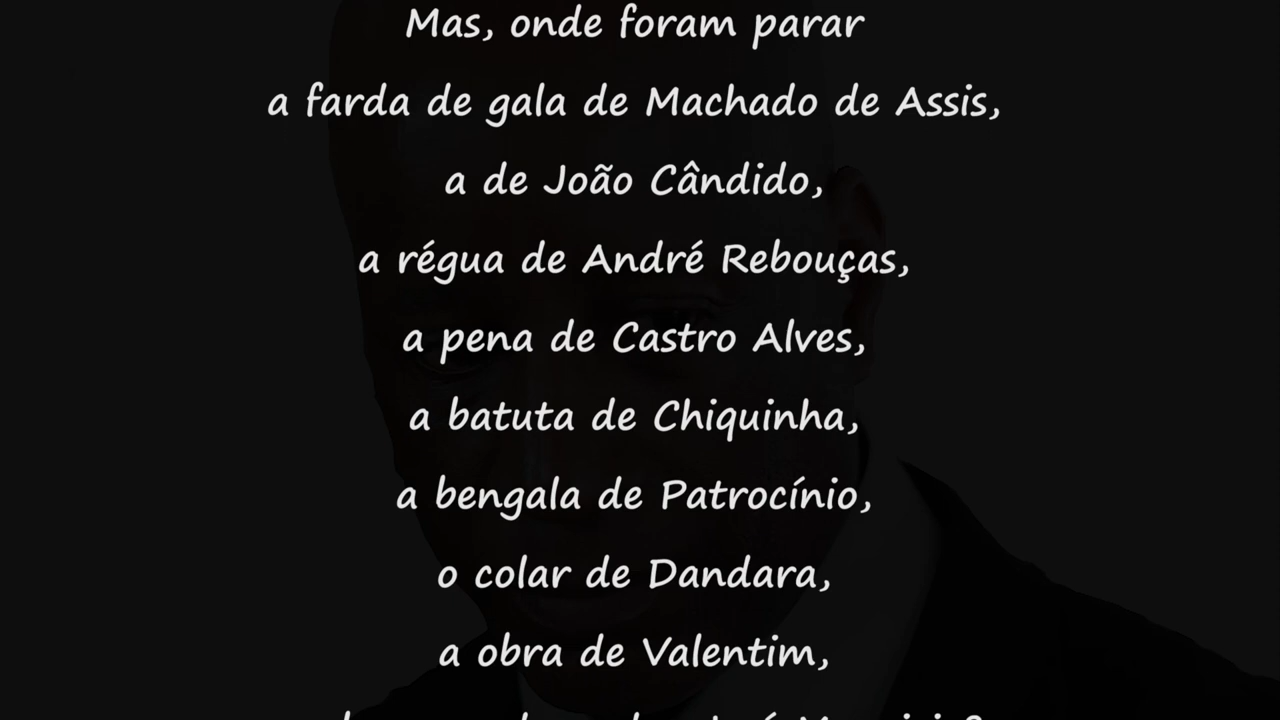 Mas, onde foram parar
a farda de gala de Machado de Assis,
a de João Cândido,
a régua de André Rebouças,
a pena de Castro Alves,
a batuta de Chiquinha,
a bengala de Patrocínio,
o colar de Dandara,
a obra de Valentim,